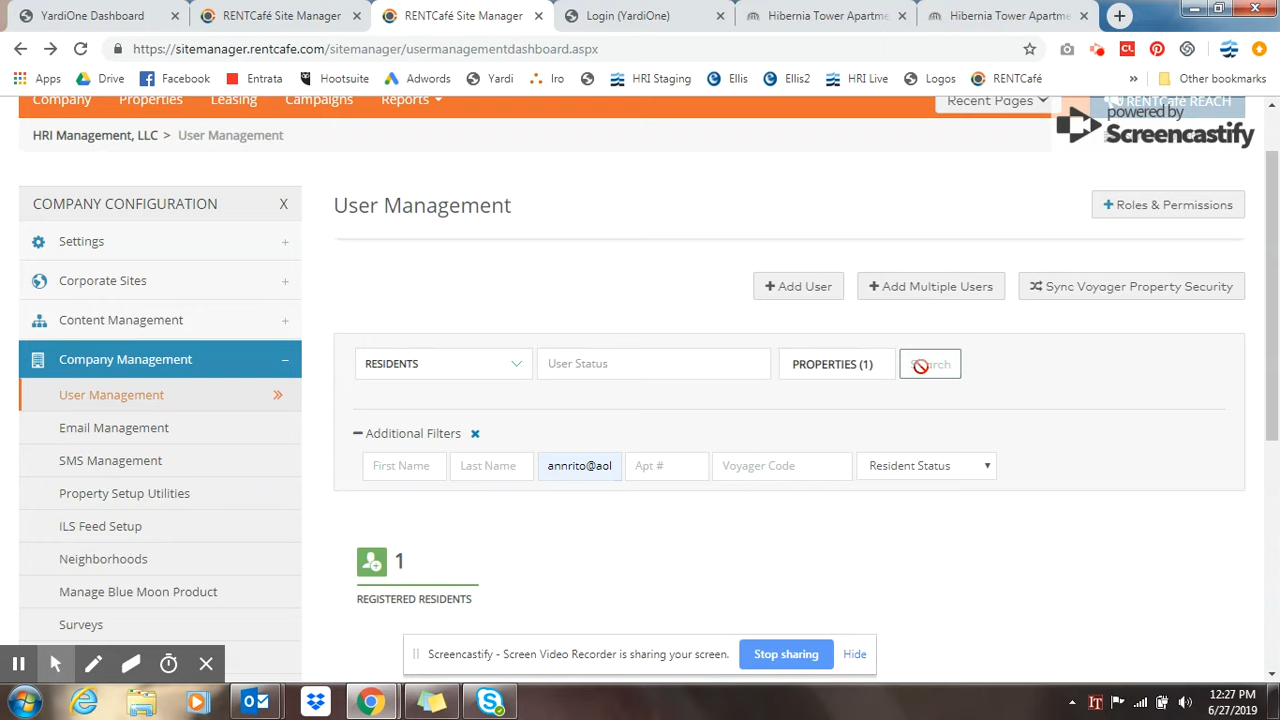 YardiOne Dashboard
RENTCafé Site Manager
RENTCafé Site Manager
Login (YardiOne)
Hibernia Tower Apartme
Hibernia Tower Apartme
https://sitemanager.rentcafe.com/sitemanager/usermanagementdashboard.aspx
Apps Drive Facebook Entrata Hootsuite Adwords Yardi Iro HRI Staging Ellis Ellis2 HRI Live Logos RENTCafé » Other bookmarks
Company Properties Leasing Campaigns Reports Recent Pages RENTCafé REACH
powered by
Screencastify
HRI Management, LLC > User Management
COMPANY CONFIGURATION X
Settings +
Corporate Sites +
Content Management +
Company Management –
User Management »
Email Management
SMS Management
Property Setup Utilities
ILS Feed Setup
Neighborhoods
Manage Blue Moon Product
Surveys
User Management
+ Roles & Permissions
+ Add User
+ Add Multiple Users
Sync Voyager Property Security
RESIDENTS
User Status
PROPERTIES (1)
Search
– Additional Filters
First Name
Last Name
annrito@aol
Apt #
Voyager Code
Resident Status
1
REGISTERED RESIDENTS
Screencastify - Screen Video Recorder is sharing your screen.
Stop sharing
Hide
12:27 PM
6/27/2019